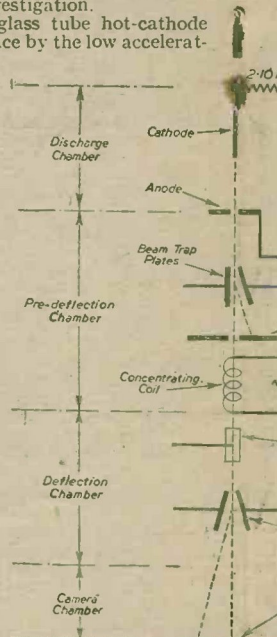 estigation.
glass tube hot-cathode
ace by the low accelerat-
2·10
Cathode
Discharge
Chamber
Anode
Beam Trap
Plates
Pre-deflection
Chamber
Concentrating
Coil
Deflection
Chamber
Camera
Chamber